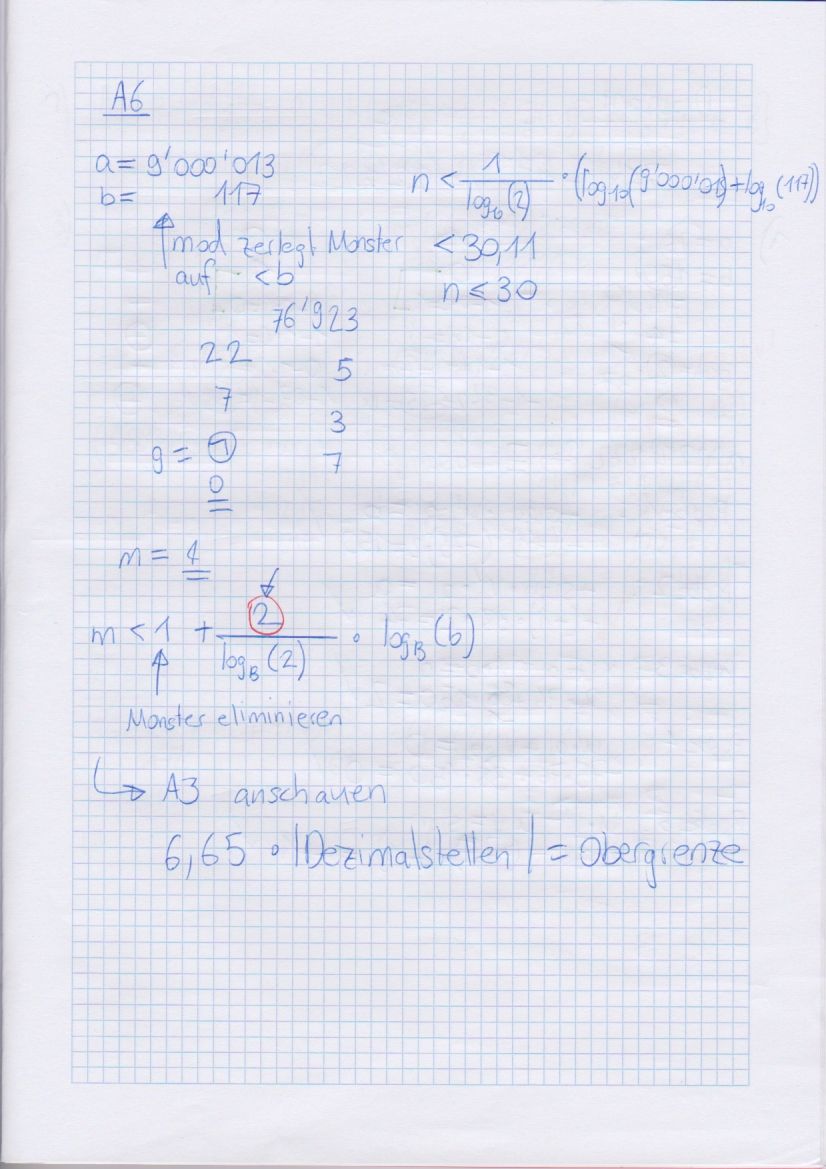 A6
a= 9'000'013
b= 117
n < 1/log₁₀(2) · (log₁₀(9'000'013)+log₁₀(117))
mod zerlegt Monster < 30,11
auf < b
n ≤ 30
76'923
22
5
7
3
g = 1
7
0
m = 4
m < 1 + 2/log_B(2) · log_B(b)
Monster eliminieren
↳ A3 anschauen
6,65 · |Dezimalstellen| = Obergrenze